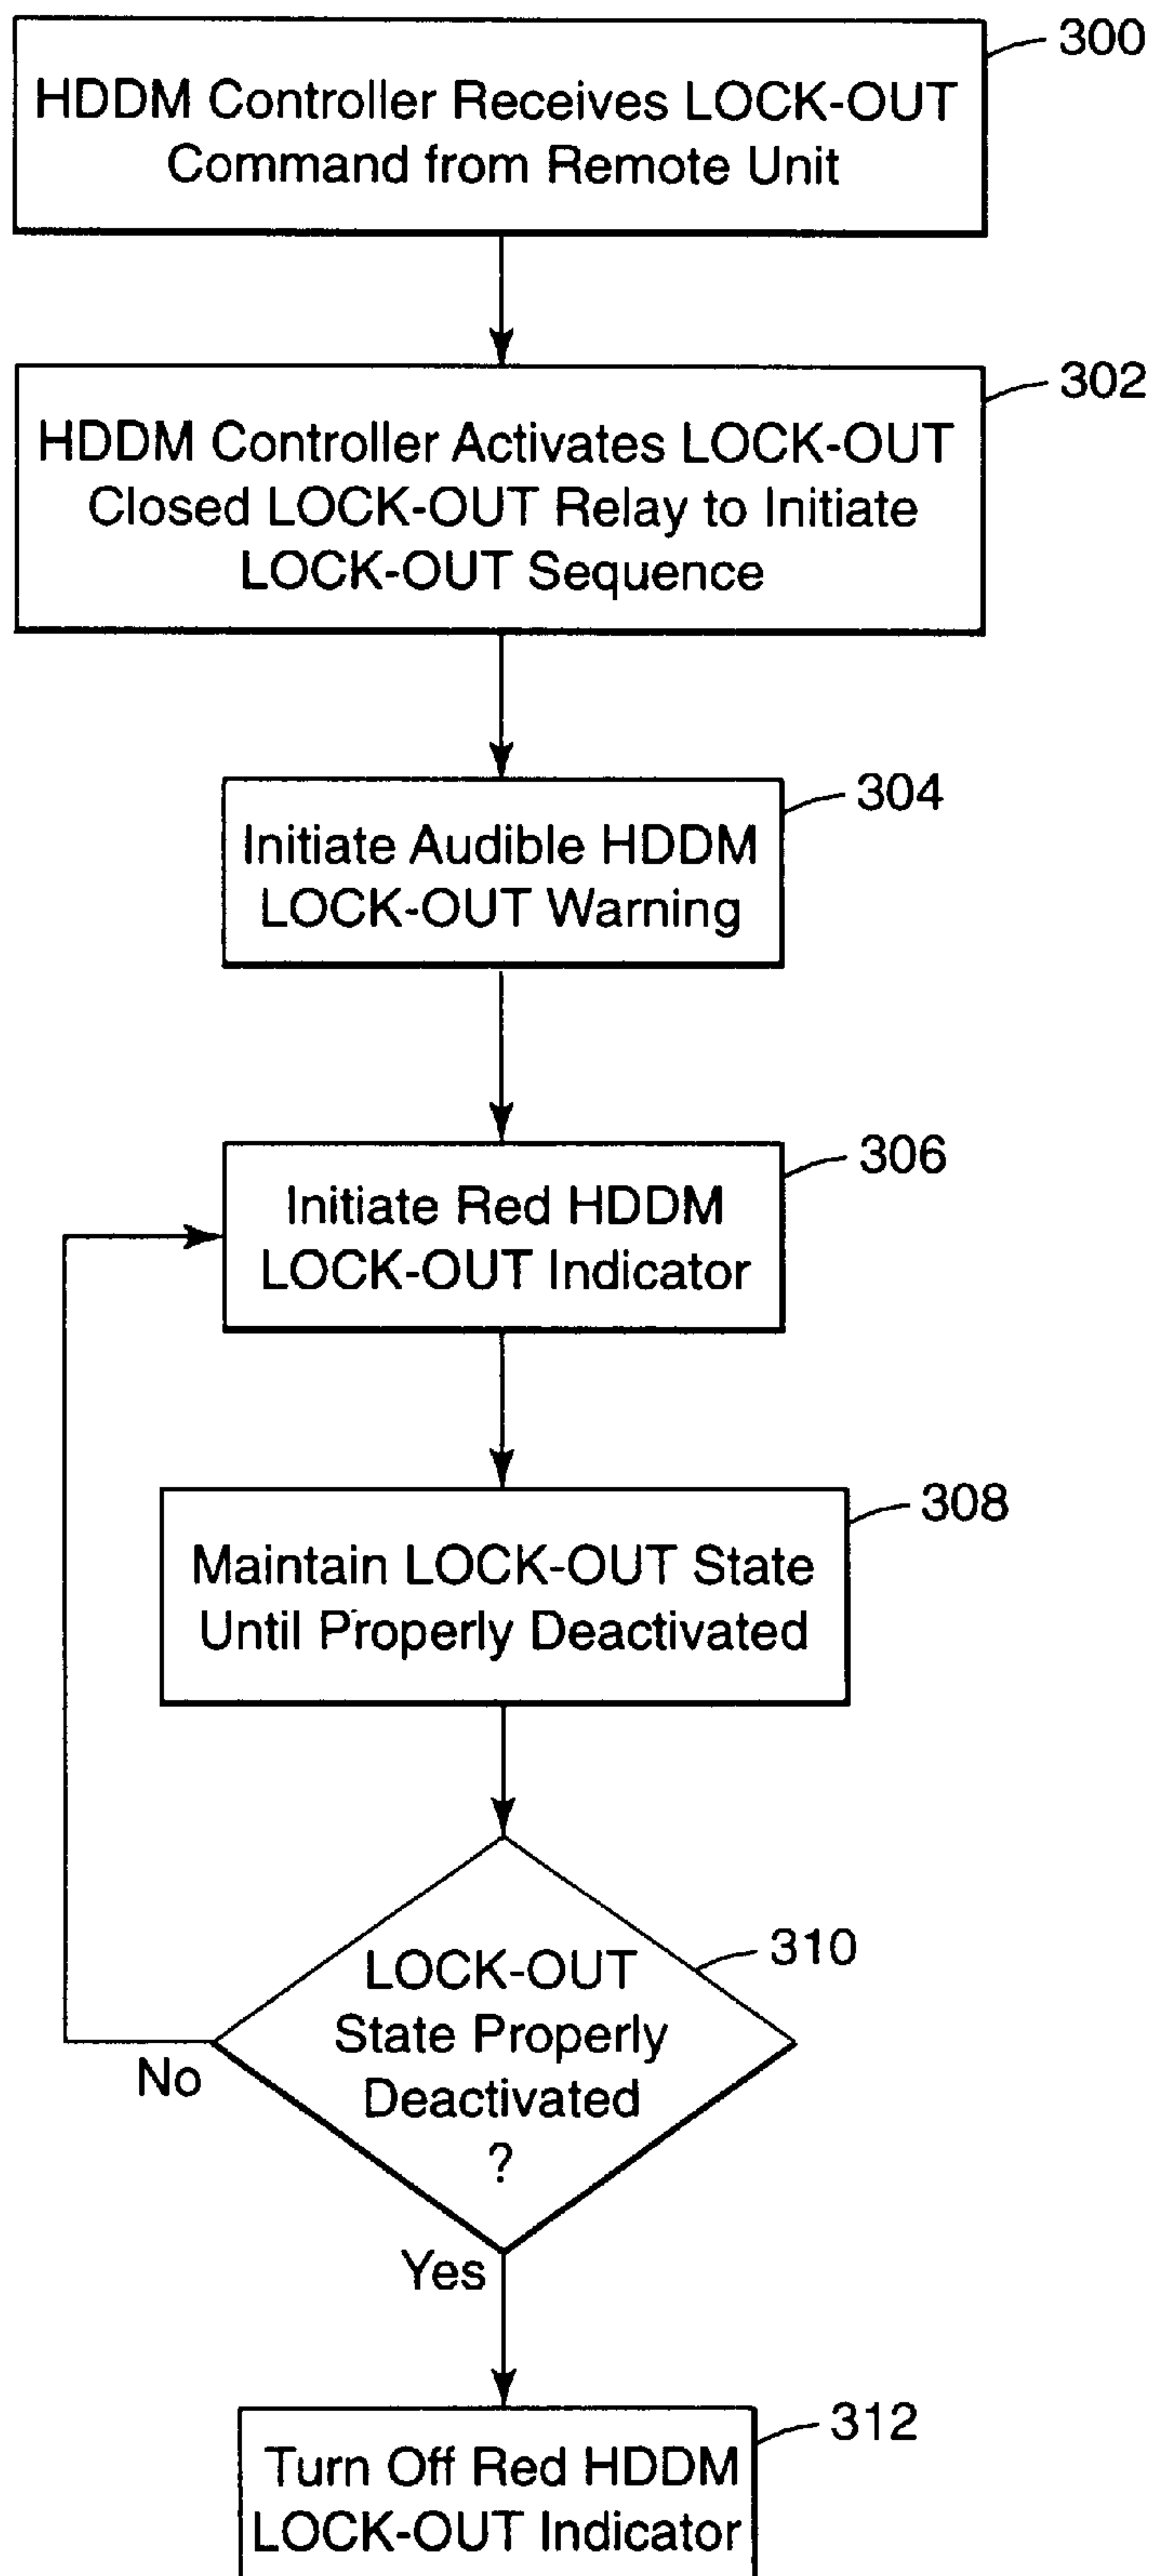 300
HDDM Controller Receives LOCK-OUT
Command from Remote Unit
302
HDDM Controller Activates LOCK-OUT
Closed LOCK-OUT Relay to Initiate
LOCK-OUT Sequence
304
Initiate Audible HDDM
LOCK-OUT Warning
306
Initiate Red HDDM
LOCK-OUT Indicator
308
Maintain LOCK-OUT State
Until Properly Deactivated
310
LOCK-OUT
State Properly
Deactivated
?
No
Yes
312
Turn Off Red HDDM
LOCK-OUT Indicator